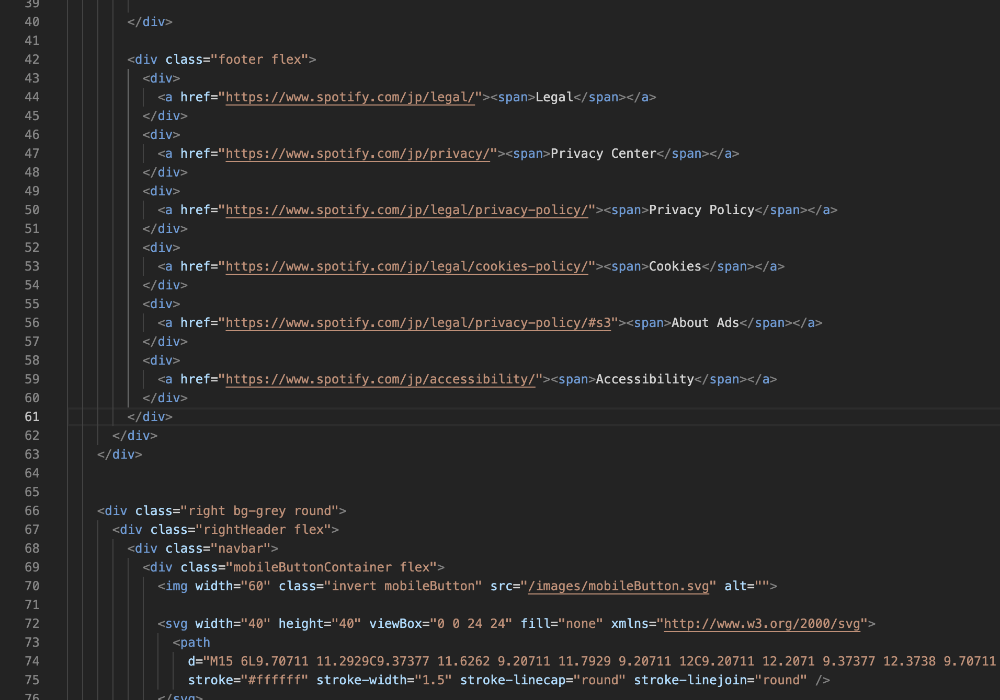 39
40 </div>
41
42 <div class="footer flex">
43 <div>
44 <a href="https://www.spotify.com/jp/legal/"><span>Legal</span></a>
45 </div>
46 <div>
47 <a href="https://www.spotify.com/jp/privacy/"><span>Privacy Center</span></a>
48 </div>
49 <div>
50 <a href="https://www.spotify.com/jp/legal/privacy-policy/"><span>Privacy Policy</span></a>
51 </div>
52 <div>
53 <a href="https://www.spotify.com/jp/legal/cookies-policy/"><span>Cookies</span></a>
54 </div>
55 <div>
56 <a href="https://www.spotify.com/jp/legal/privacy-policy/#s3"><span>About Ads</span></a>
57 </div>
58 <div>
59 <a href="https://www.spotify.com/jp/accessibility/"><span>Accessibility</span></a>
60 </div>
61 </div>
62 </div>
63 </div>
64
65
66 <div class="right bg-grey round">
67 <div class="rightHeader flex">
68 <div class="navbar">
69 <div class="mobileButtonContainer flex">
70 <img width="60" class="invert mobileButton" src="/images/mobileButton.svg" alt="">
71
72 <svg width="40" height="40" viewBox="0 0 24 24" fill="none" xmlns="http://www.w3.org/2000/svg">
73 <path
74 d="M15 6L9.70711 11.2929C9.37377 11.6262 9.20711 11.7929 9.20711 12C9.20711 12.2071 9.37377 12.3738 9.70711
75 stroke="#ffffff" stroke-width="1.5" stroke-linecap="round" stroke-linejoin="round" />
76 </svg>